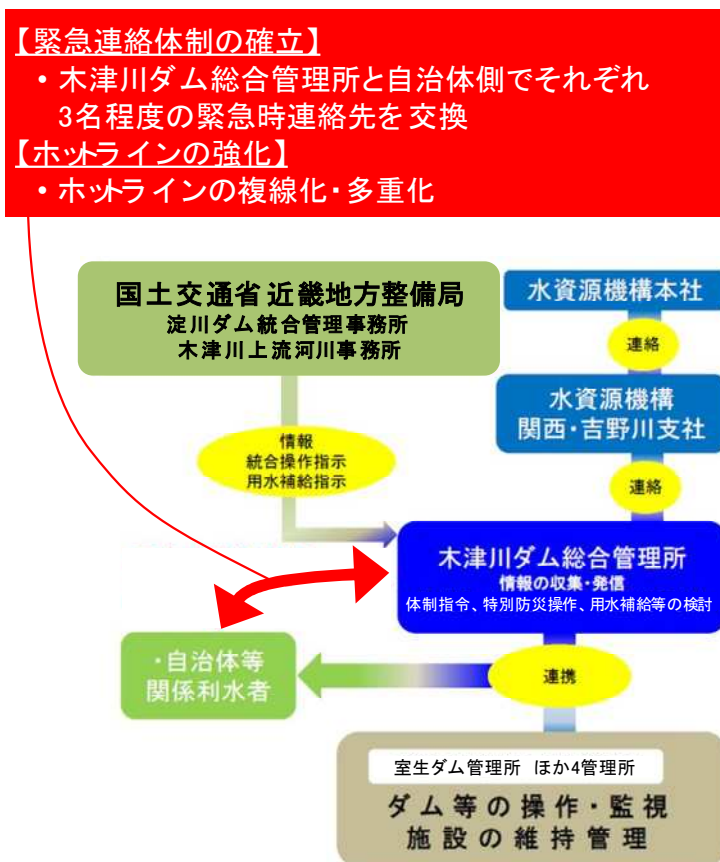 【緊急連絡体制の確立】
・木津川ダム総合管理所と自治体側でそれぞれ
3名程度の緊急時連絡先を交換
【ホットラインの強化】
・ホットラインの複線化・多重化
国土交通省 近畿地方整備局
淀川ダム統合管理事務所
木津川上流河川事務所
水資源機構本社
連絡
水資源機構
関西・吉野川支社
情報
統合操作指示
用水補給指示
連絡
木津川ダム総合管理所
情報の収集・発信
体制指令、特別防災操作、用水補給等の検討
・自治体等
関係利水者
連携
室生ダム管理所 ほか4管理所
ダム等の操作・監視
施設の維持管理